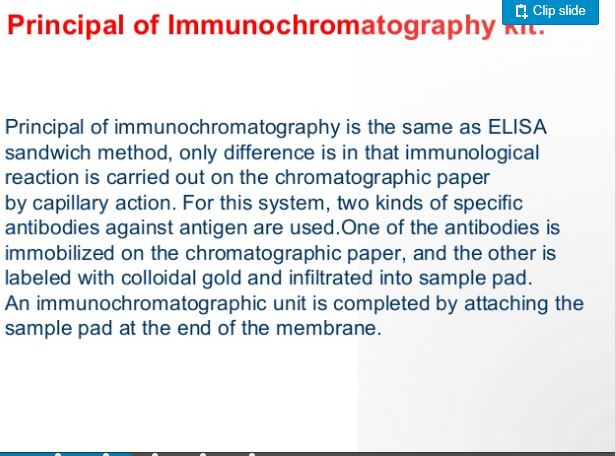 Principal of Immunochromatography kit:
Clip slide
Principal of immunochromatography is the same as ELISA
sandwich method, only difference is in that immunological
reaction is carried out on the chromatographic paper
by capillary action. For this system, two kinds of specific
antibodies against antigen are used.One of the antibodies is
immobilized on the chromatographic paper, and the other is
labeled with colloidal gold and infiltrated into sample pad.
An immunochromatographic unit is completed by attaching the
sample pad at the end of the membrane.